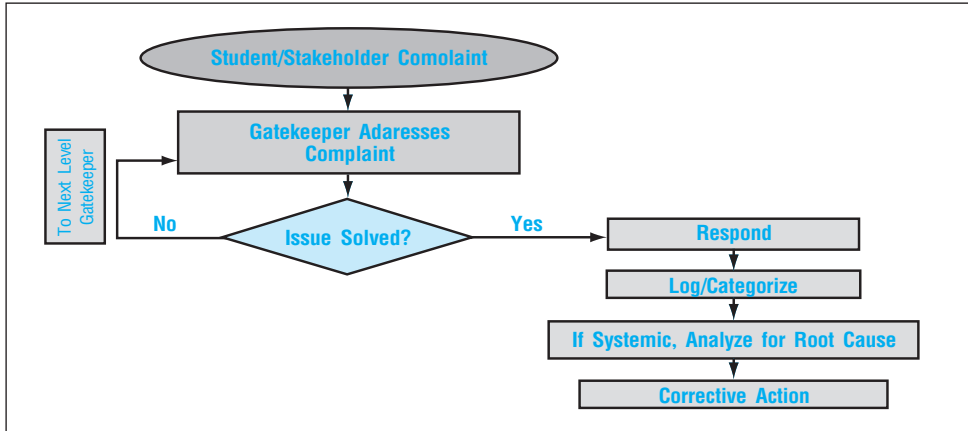 Student/Stakeholder Comolaint
Gatekeeper Adaresses
Complaint
To Next Level
Gatekeeper
No
Issue Solved?
Yes
Respond
Log/Categorize
If Systemic, Analyze for Root Cause
Corrective Action